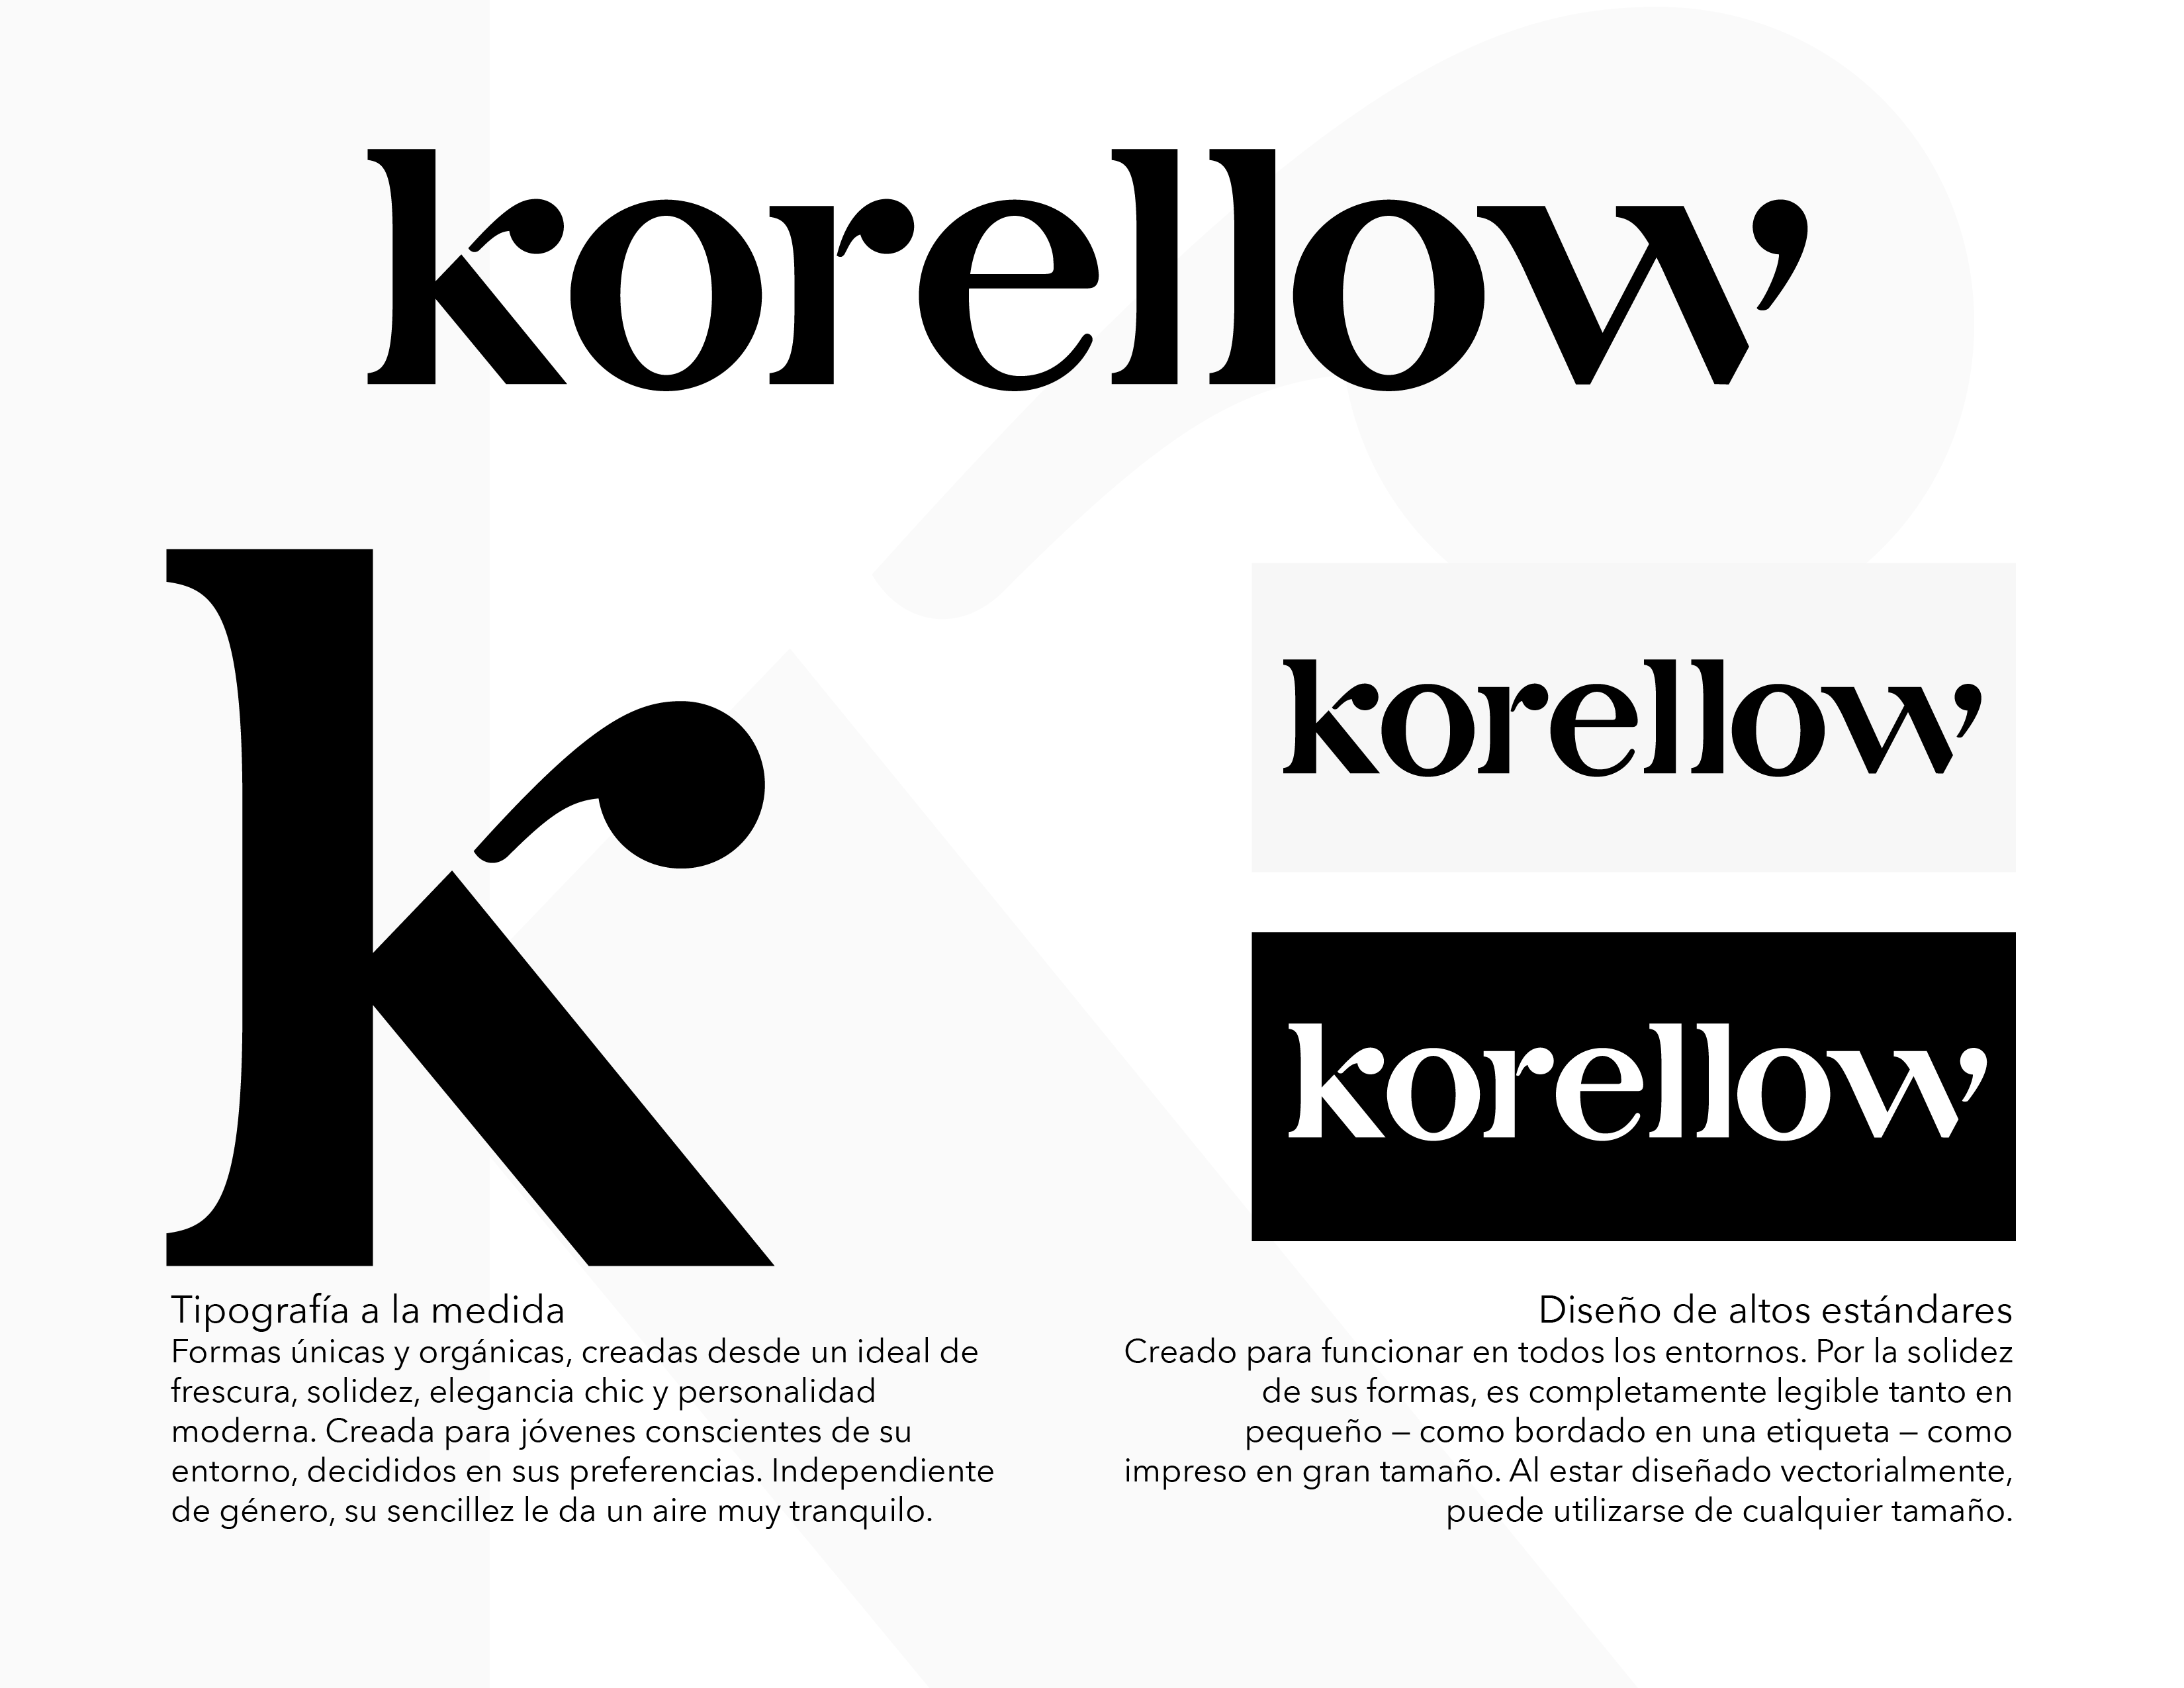 korellow
k
korellow
korellow
Tipografía a la medida
Formas únicas y orgánicas, creadas desde un ideal de
frescura, solidez, elegancia chic y personalidad
moderna. Creada para jóvenes conscientes de su
entorno, decididos en sus preferencias. Independiente
de género, su sencillez le da un aire muy tranquilo.
Diseño de altos estándares
Creado para funcionar en todos los entornos. Por la solidez
de sus formas, es completamente legible tanto en
pequeño – como bordado en una etiqueta – como
impreso en gran tamaño. Al estar diseñado vectorialmente,
puede utilizarse de cualquier tamaño.